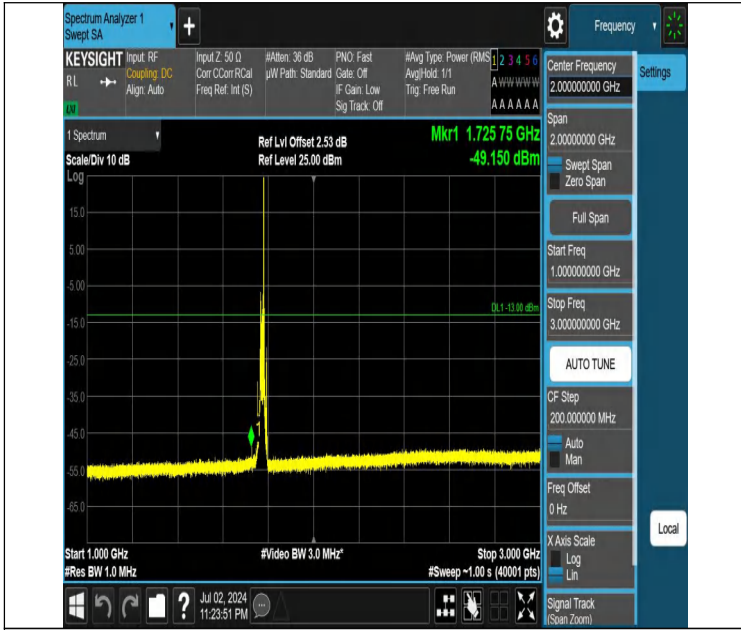 Spectrum Analyzer 1
Swept SA
+
Frequency
KEYSIGHT
RL
Input: RF
Coupling: DC
Align: Auto
Input Z: 50 Ω
Corr CCorr RCal
Freq Ref: Int (S)
#Atten: 36 dB
µW Path: Standard
PNO: Fast
Gate: Off
IF Gain: Low
Sig Track: Off
#Avg Type: Power (RMS
Avg|Hold: 1/1
Trig: Free Run
1 2 3 4 5 6
A W W W W W
A A A A A A
1 Spectrum
Scale/Div 10 dB
Log
Ref Lvl Offset 2.53 dB
Ref Level 25.00 dBm
Mkr1 1.725 75 GHz
-49.150 dBm
15.0
5.00
-5.00
DL1 -13.00 dBm
-15.0
-25.0
-35.0
1
-45.0
-55.0
-65.0
Start 1.000 GHz
#Res BW 1.0 MHz
#Video BW 3.0 MHz*
Stop 3.000 GHz
#Sweep ~1.00 s (40001 pts)
?
Jul 02, 2024
11:23:51 PM
Center Frequency
2.000000000 GHz
Settings
Span
2.00000000 GHz
Swept Span
Zero Span
Full Span
Start Freq
1.000000000 GHz
Stop Freq
3.000000000 GHz
AUTO TUNE
CF Step
200.000000 MHz
Auto
Man
Freq Offset
0 Hz
Local
X Axis Scale
Log
Lin
Signal Track
(Span Zoom)